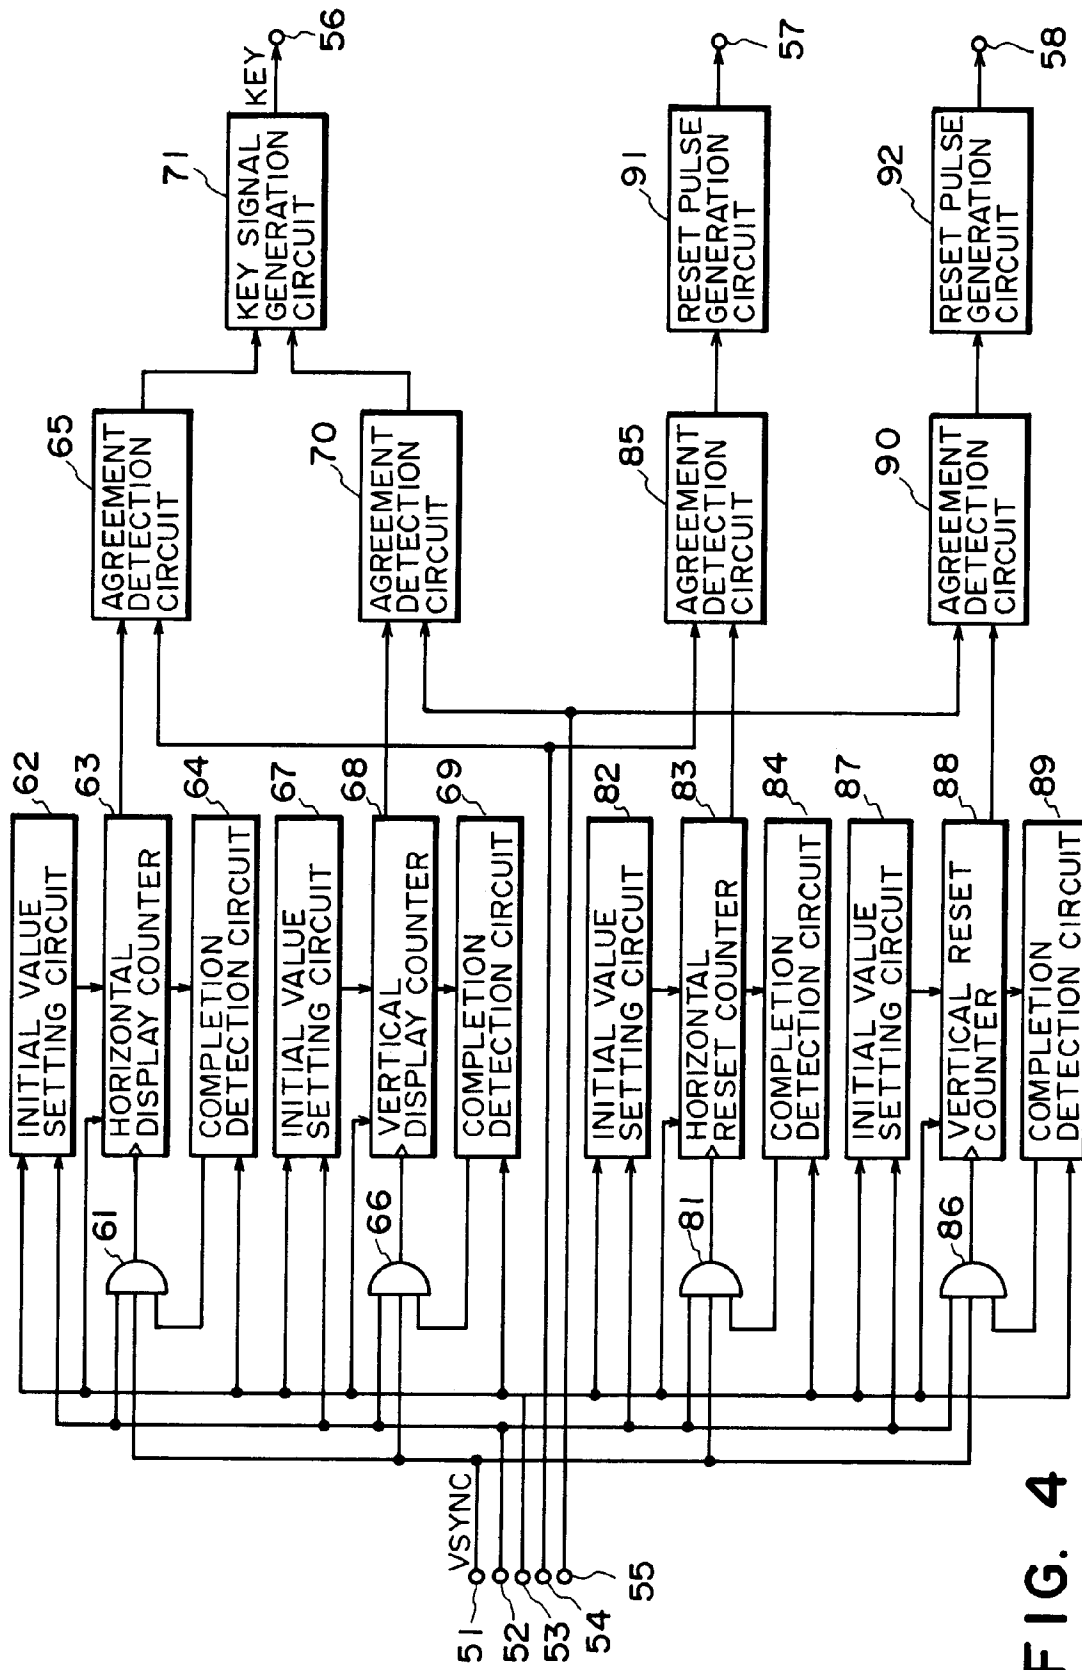 VSYNC
51
52
53
54
55
61
INITIAL VALUE
SETTING CIRCUIT
62
HORIZONTAL
DISPLAY COUNTER
63
COMPLETION
DETECTION CIRCUIT
64
AGREEMENT
DETECTION
CIRCUIT
65
66
INITIAL VALUE
SETTING CIRCUIT
67
VERTICAL
DISPLAY COUNTER
68
COMPLETION
DETECTION CIRCUIT
69
AGREEMENT
DETECTION
CIRCUIT
70
KEY SIGNAL
GENERATION
CIRCUIT
71
KEY
56
81
INITIAL VALUE
SETTING CIRCUIT
82
HORIZONTAL
RESET COUNTER
83
COMPLETION
DETECTION CIRCUIT
84
AGREEMENT
DETECTION
CIRCUIT
85
RESET PULSE
GENERATION
CIRCUIT
91
57
86
INITIAL VALUE
SETTING CIRCUIT
87
VERTICAL RESET
COUNTER
88
COMPLETION
DETECTION CIRCUIT
89
AGREEMENT
DETECTION
CIRCUIT
90
RESET PULSE
GENERATION
CIRCUIT
92
58
FIG. 4